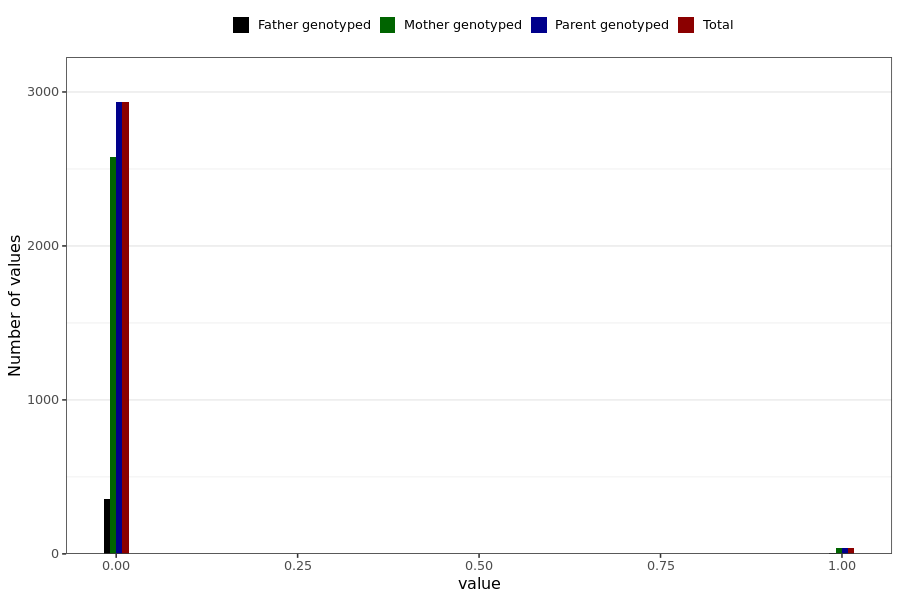 Father genotyped Mother genotyped Parent genotyped Total
3000
2000
1000
0
Number of values
0.00 0.25 0.50 0.75 1.00
value